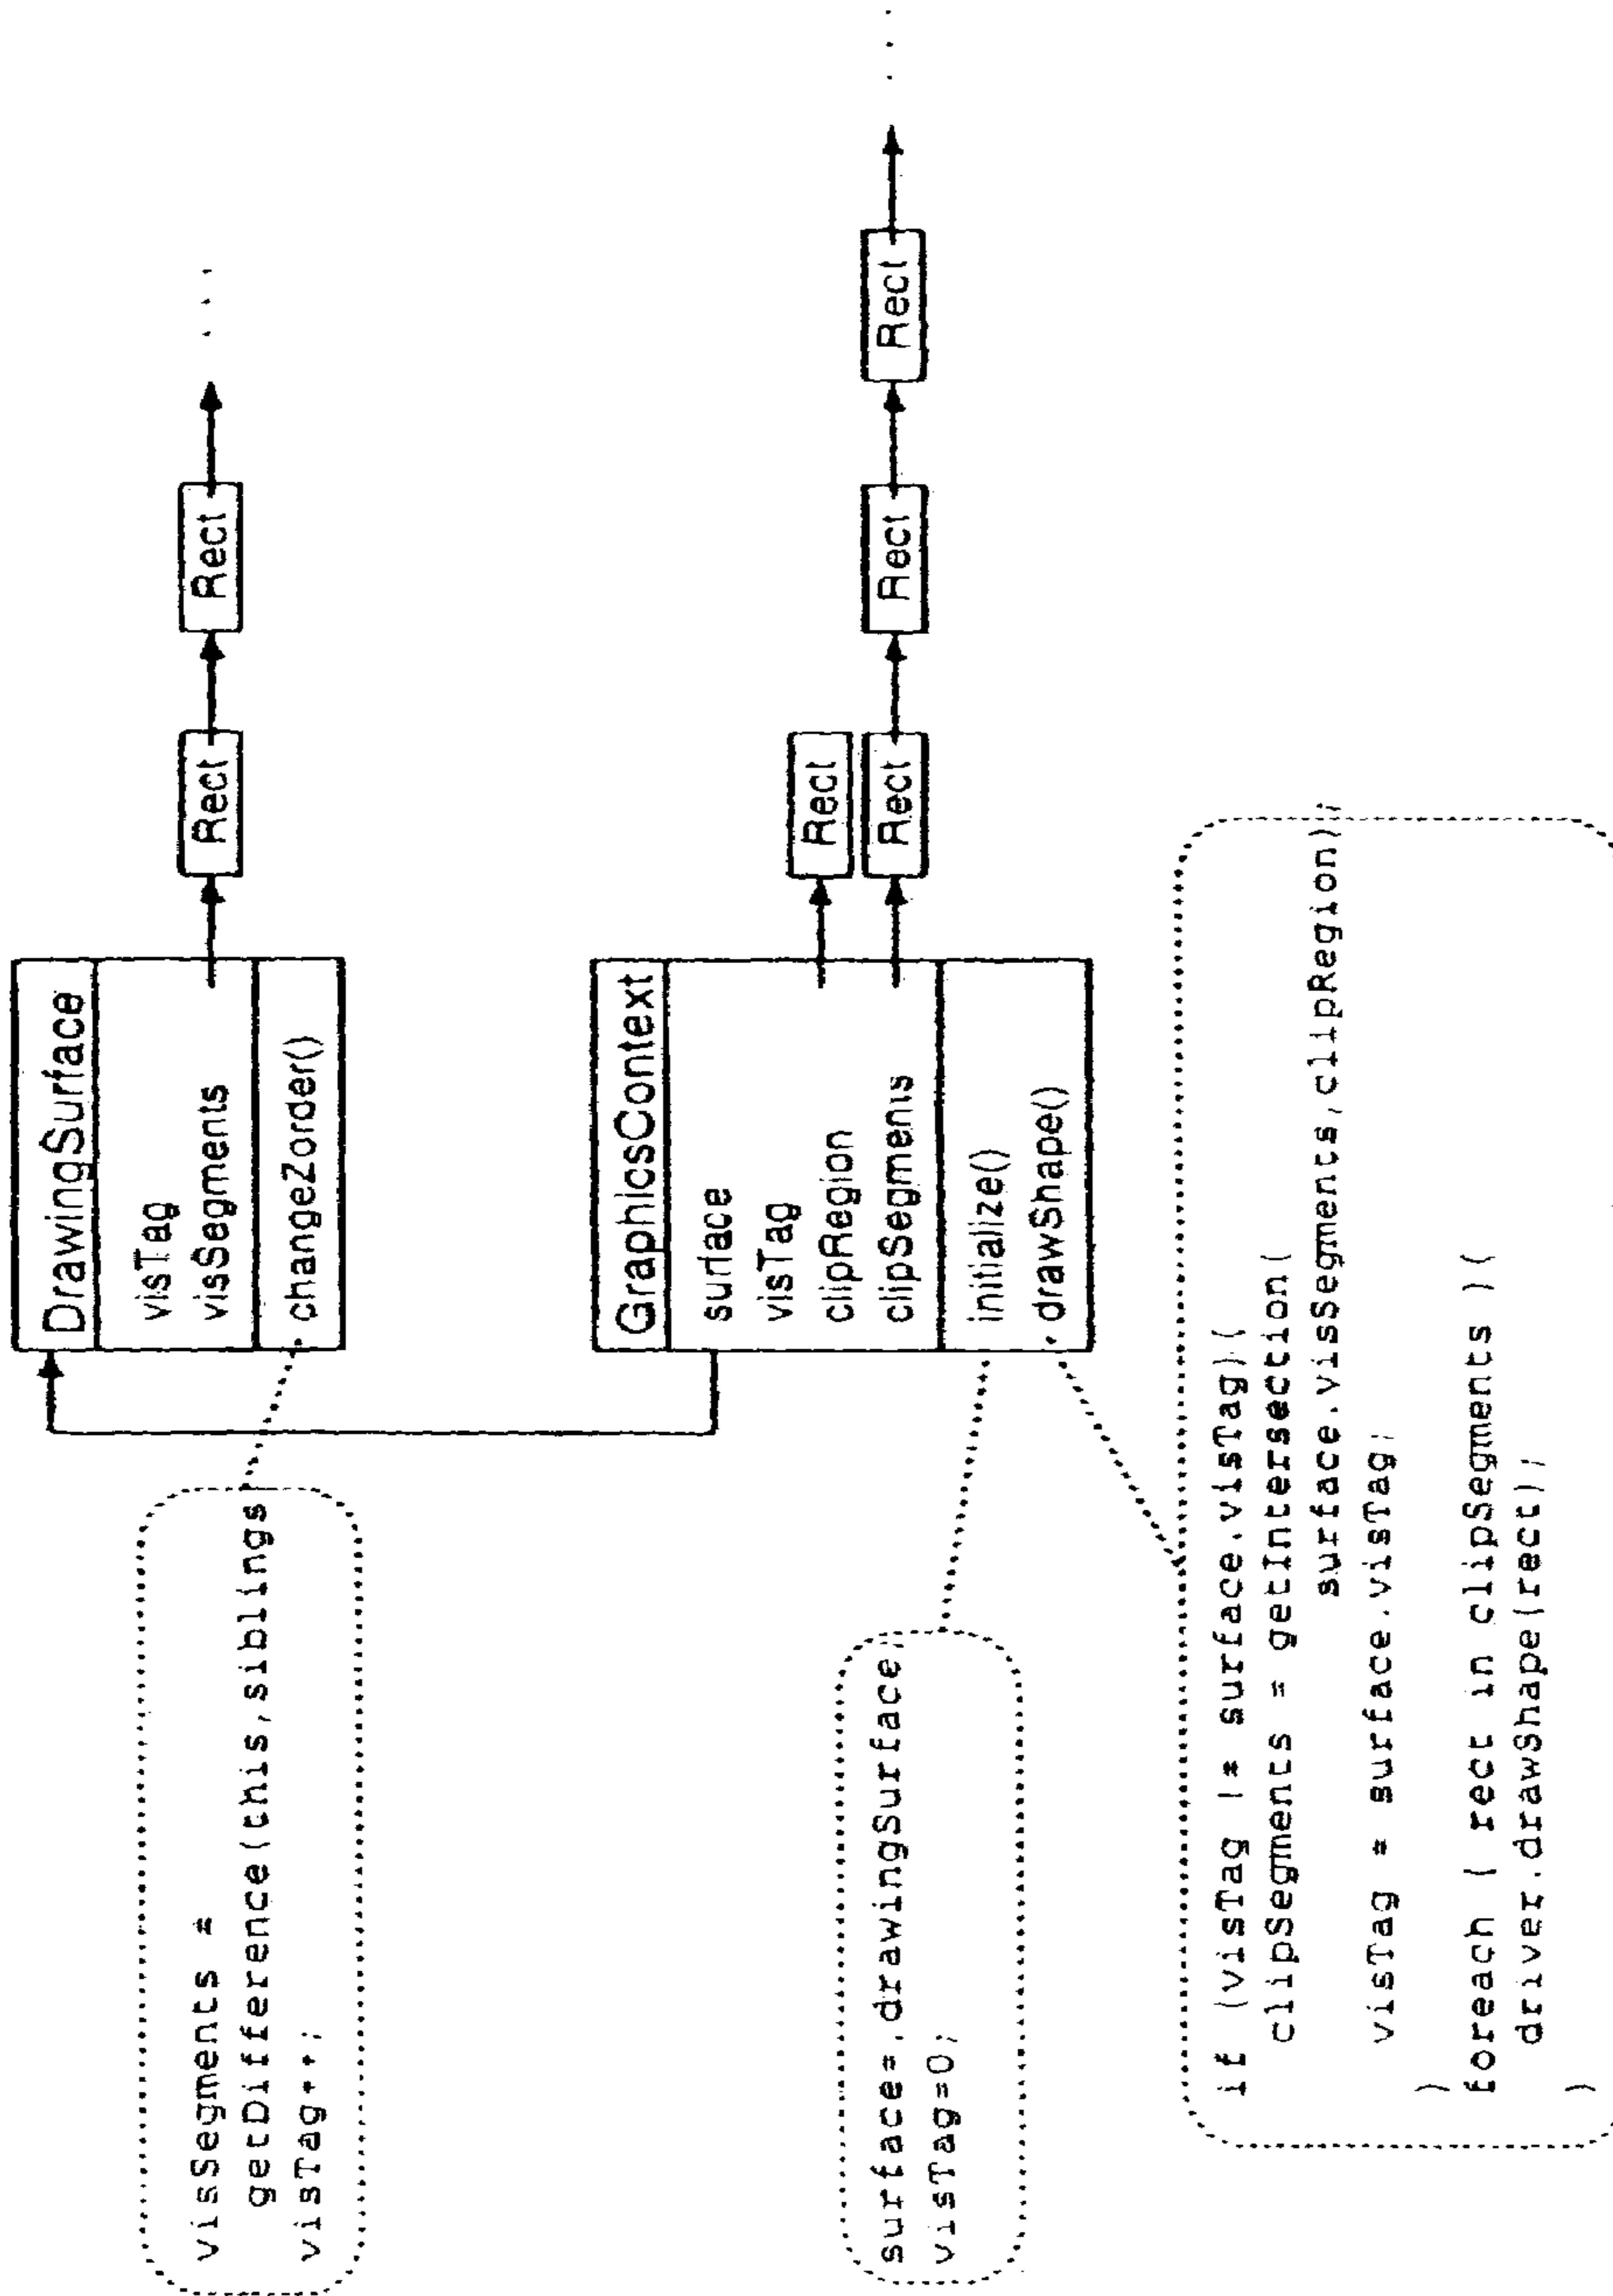 DrawingSurface
visTag
visSegments
changeZorder()
Rect
Rect
. . .
visSegments =
getDifference(this,siblings
visTag++;
GraphicsContext
surface
visTag
clipRegion
clipSegments
initialize()
drawShape()
Rect
Rect
Rect
Rect
. . .
surface=,drawingSurface,
visTag=0;
if (visTag != surface.visTag){
clipSegments = getIntersection(
surface.visSegments,clipRegion);
visTag = surface.visTag;
}
foreach ( rect in clipSegments ){
driver.drawShape(rect);
}